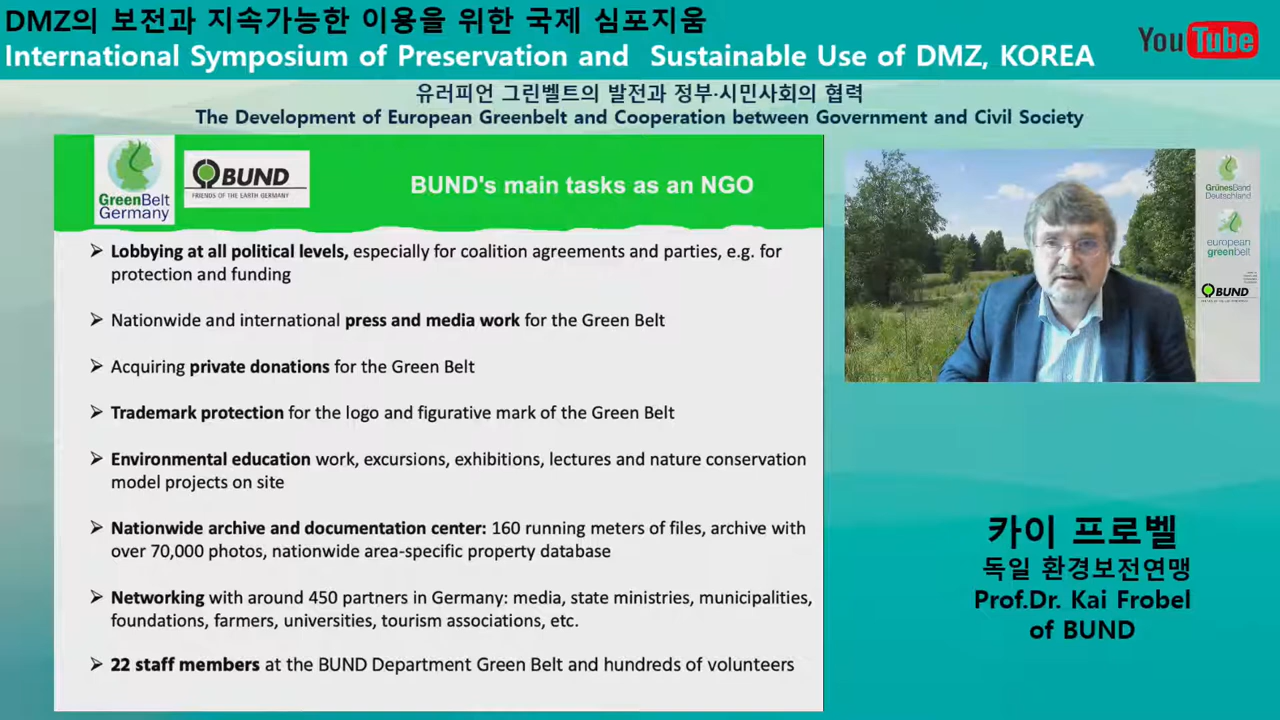 DMZ의 보전과 지속가능한 이용을 위한 국제 심포지움
International Symposium of Preservation and Sustainable Use of DMZ, KOREA
YouTube
유러피언 그린벨트의 발전과 정부·시민사회의 협력
The Development of European Greenbelt and Cooperation between Government and Civil Society
GreenBelt
Germany
BUND
FRIENDS OF THE EARTH GERMANY
BUND's main tasks as an NGO
➢ Lobbying at all political levels, especially for coalition agreements and parties, e.g. for
protection and funding
➢ Nationwide and international press and media work for the Green Belt
➢ Acquiring private donations for the Green Belt
➢ Trademark protection for the logo and figurative mark of the Green Belt
➢ Environmental education work, excursions, exhibitions, lectures and nature conservation
model projects on site
➢ Nationwide archive and documentation center: 160 running meters of files, archive with
over 70,000 photos, nationwide area-specific property database
➢ Networking with around 450 partners in Germany: media, state ministries, municipalities,
foundations, farmers, universities, tourism associations, etc.
➢ 22 staff members at the BUND Department Green Belt and hundreds of volunteers
GrünesBand
Deutschland
european
greenbelt
BUND
카이 프로벨
독일 환경보전연맹
Prof.Dr. Kai Frobel
of BUND